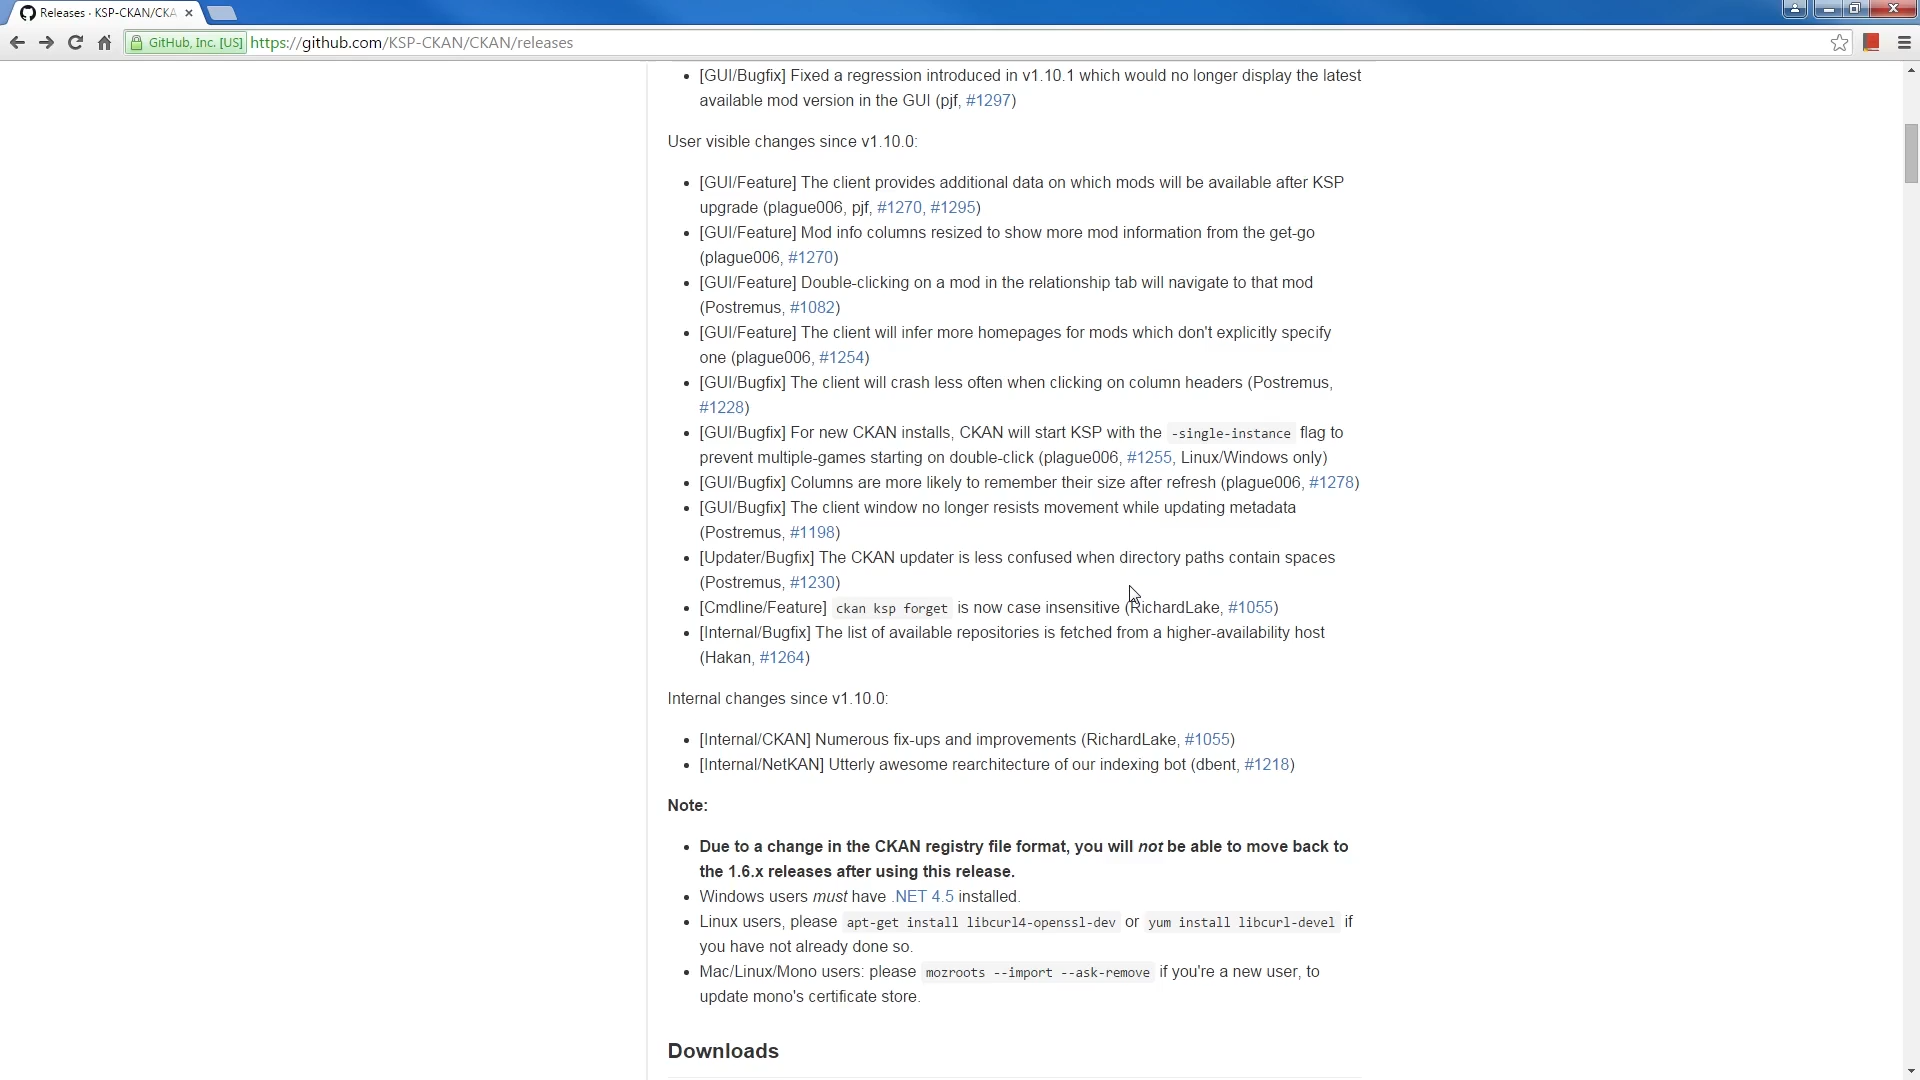 Releases · KSP-CKAN/CKA
GitHub, Inc. [US] https://github.com/KSP-CKAN/CKAN/releases
• [GUI/Bugfix] Fixed a regression introduced in v1.10.1 which would no longer display the latest
available mod version in the GUI (pjf, #1297)
User visible changes since v1.10.0:
• [GUI/Feature] The client provides additional data on which mods will be available after KSP
upgrade (plague006, pjf, #1270, #1295)
• [GUI/Feature] Mod info columns resized to show more mod information from the get-go
(plague006, #1270)
• [GUI/Feature] Double-clicking on a mod in the relationship tab will navigate to that mod
(Postremus, #1082)
• [GUI/Feature] The client will infer more homepages for mods which don't explicitly specify
one (plague006, #1254)
• [GUI/Bugfix] The client will crash less often when clicking on column headers (Postremus,
#1228)
• [GUI/Bugfix] For new CKAN installs, CKAN will start KSP with the -single-instance flag to
prevent multiple-games starting on double-click (plague006, #1255, Linux/Windows only)
• [GUI/Bugfix] Columns are more likely to remember their size after refresh (plague006, #1278)
• [GUI/Bugfix] The client window no longer resists movement while updating metadata
(Postremus, #1198)
• [Updater/Bugfix] The CKAN updater is less confused when directory paths contain spaces
(Postremus, #1230)
• [Cmdline/Feature] ckan ksp forget is now case insensitive (RichardLake, #1055)
• [Internal/Bugfix] The list of available repositories is fetched from a higher-availability host
(Hakan, #1264)
Internal changes since v1.10.0:
• [Internal/CKAN] Numerous fix-ups and improvements (RichardLake, #1055)
• [Internal/NetKAN] Utterly awesome rearchitecture of our indexing bot (dbent, #1218)
Note:
• Due to a change in the CKAN registry file format, you will not be able to move back to
the 1.6.x releases after using this release.
• Windows users must have .NET 4.5 installed.
• Linux users, please apt-get install libcurl4-openssl-dev or yum install libcurl-devel if
you have not already done so.
• Mac/Linux/Mono users: please mozroots --import --ask-remove if you're a new user, to
update mono's certificate store.
Downloads